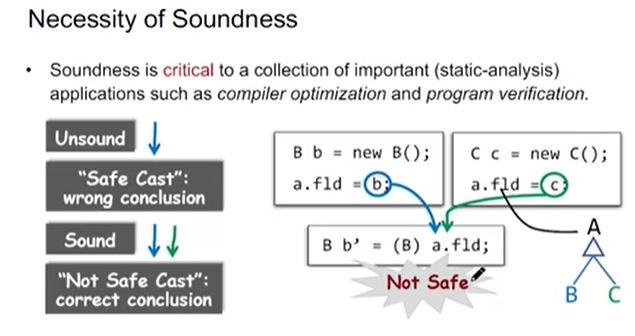 Necessity of Soundness
• Soundness is critical to a collection of important (static-analysis)
applications such as compiler optimization and program verification.
Unsound
"Safe Cast":
wrong conclusion
Sound
"Not Safe Cast":
correct conclusion
B b = new B();
a.fld = b;
C c = new C();
a.fld = c;
B b’ = (B) a.fld;
Not Safe
A
B C